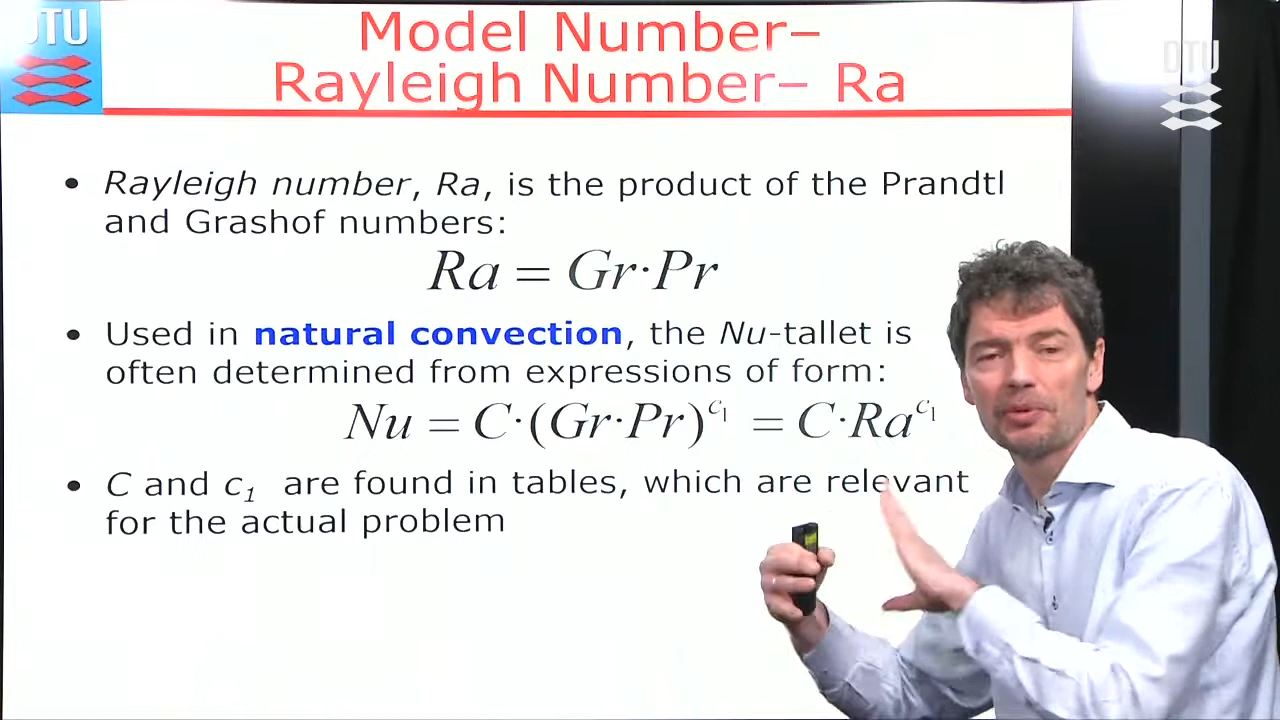 DTU
Model Number–
Rayleigh Number– Ra
DTU
• Rayleigh number, Ra, is the product of the Prandtl
and Grashof numbers:
Ra = Gr·Pr
• Used in natural convection, the Nu-tallet is
often determined from expressions of form:
Nu = C·(Gr·Pr)^c₁ = C·Ra^c₁
• C and c₁ are found in tables, which are relevant
for the actual problem